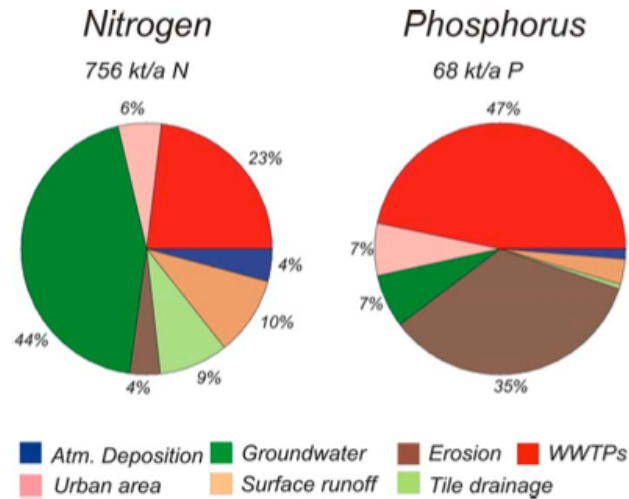 Nitrogen
756 kt/a N
6%
23%
4%
10%
9%
4%
44%
Phosphorus
68 kt/a P
47%
7%
7%
35%
Atm. Deposition
Groundwater
Erosion
WWTPs
Urban area
Surface runoff
Tile drainage